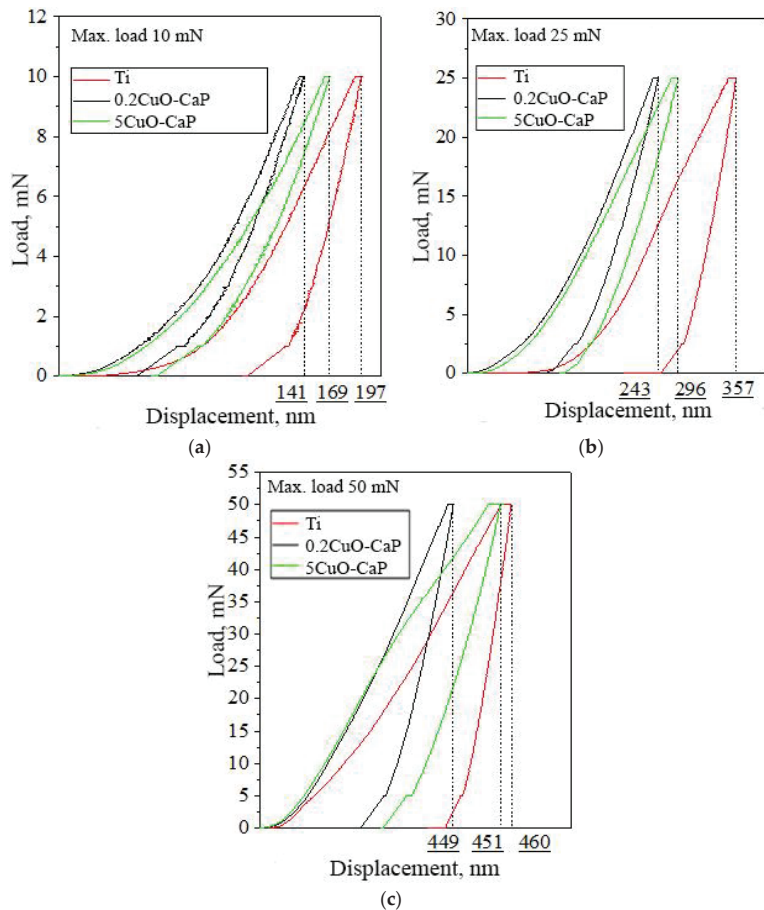 12
10
8
6
4
2
0
Load, mN
Max. load 10 mN
Ti
0.2CuO-CaP
5CuO-CaP
141 169 197
Displacement, nm
(a)
30
25
20
15
10
5
0
Load, mN
Max. load 25 mN
Ti
0.2CuO-CaP
5CuO-CaP
243 296 357
Displacement, nm
(b)
55
50
45
40
35
30
25
20
15
10
5
0
Load, mN
Max. load 50 mN
Ti
0.2CuO-CaP
5CuO-CaP
449 451 460
Displacement, nm
(c)